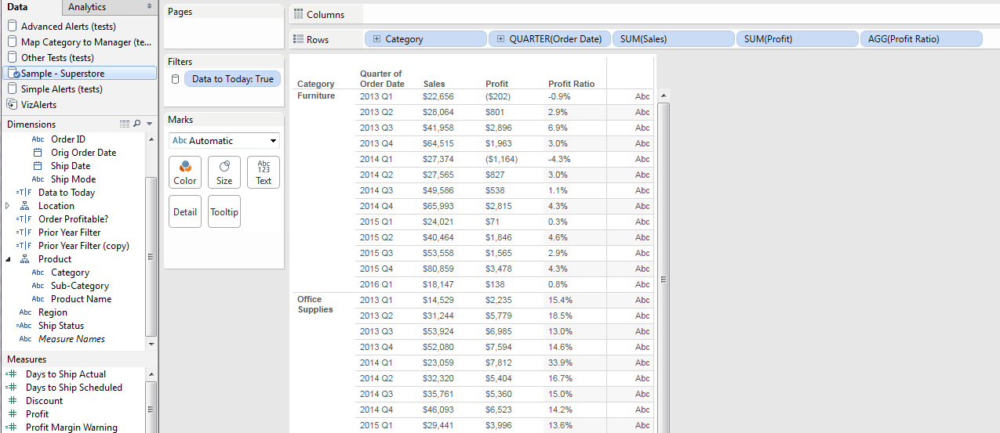 Data
Analytics
Advanced Alerts (tests)
Map Category to Manager (te...
Other Tests (tests)
Sample - Superstore
Simple Alerts (tests)
VizAlerts
Dimensions
Abc Order ID
Orig Order Date
Ship Date
Abc Ship Mode
=T|F Data to Today
Location
=T|F Order Profitable?
=T|F Prior Year Filter
=T|F Prior Year Filter (copy)
Product
Abc Category
Abc Sub-Category
Abc Product Name
Abc Region
=Abc Ship Status
Abc Measure Names
Measures
=# Days to Ship Actual
=# Days to Ship Scheduled
# Discount
# Profit
=# Profit Margin Warning
Pages
Filters
Data to Today: True
Marks
Abc Automatic
Color
Size
Abc
123
Text
Detail
Tooltip
Columns
Rows
Category
QUARTER(Order Date)
SUM(Sales)
SUM(Profit)
AGG(Profit Ratio)
Quarter of
Category Order Date Sales Profit Profit Ratio
Furniture 2013 Q1 $22,656 ($202) -0.9% Abc
2013 Q2 $28,064 $801 2.9% Abc
2013 Q3 $41,958 $2,896 6.9% Abc
2013 Q4 $64,515 $1,963 3.0% Abc
2014 Q1 $27,374 ($1,164) -4.3% Abc
2014 Q2 $27,565 $827 3.0% Abc
2014 Q3 $49,586 $538 1.1% Abc
2014 Q4 $65,993 $2,815 4.3% Abc
2015 Q1 $24,021 $71 0.3% Abc
2015 Q2 $40,464 $1,846 4.6% Abc
2015 Q3 $53,558 $1,565 2.9% Abc
2015 Q4 $80,859 $3,478 4.3% Abc
2016 Q1 $18,147 $138 0.8% Abc
Office 2013 Q1 $14,529 $2,235 15.4% Abc
Supplies
2013 Q2 $31,244 $5,779 18.5% Abc
2013 Q3 $53,924 $6,985 13.0% Abc
2013 Q4 $52,080 $7,594 14.6% Abc
2014 Q1 $23,059 $7,812 33.9% Abc
2014 Q2 $32,320 $5,404 16.7% Abc
2014 Q3 $35,761 $5,360 15.0% Abc
2014 Q4 $46,093 $6,523 14.2% Abc
2015 Q1 $29,441 $3,996 13.6% Abc